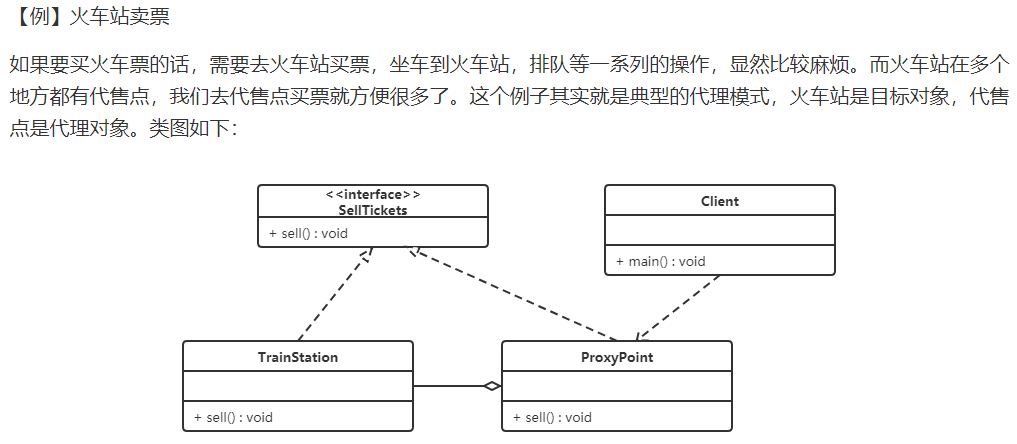 【例】火车站卖票
如果要买火车票的话，需要去火车站买票，坐车到火车站，排队等一系列的操作，显然比较麻烦。而火车站在多个
地方都有代售点，我们去代售点买票就方便很多了。这个例子其实就是典型的代理模式，火车站是目标对象，代售
点是代理对象。类图如下：
<<interface>>
SellTickets
+ sell() : void
Client
+ main() : void
TrainStation
+ sell() : void
ProxyPoint
+ sell() : void